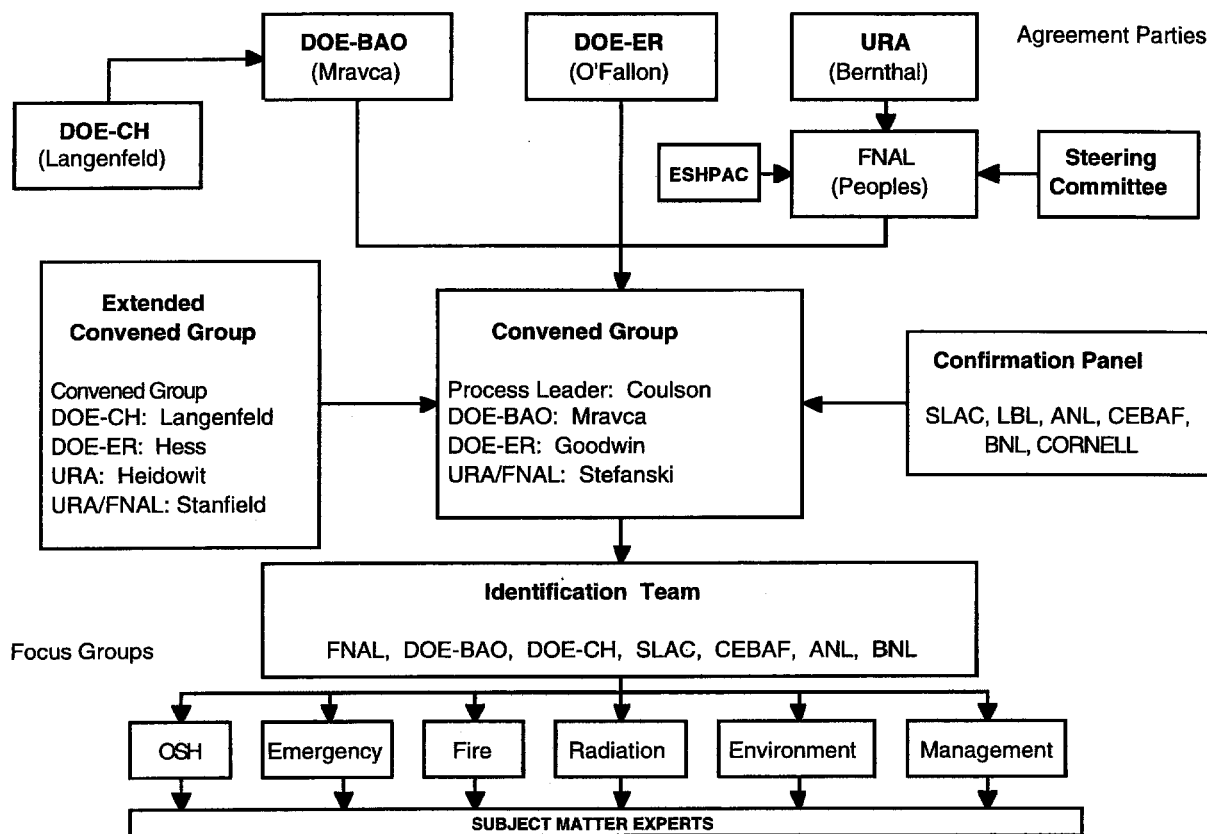 DOE-BAO
(Mravca)
DOE-ER
(O'Fallon)
URA
(Bernthal)
Agreement Parties
DOE-CH
(Langenfeld)
ESHPAC
FNAL
(Peoples)
Steering
Committee
Extended
Convened Group
Convened Group
DOE-CH: Langenfeld
DOE-ER: Hess
URA: Heidowit
URA/FNAL: Stanfield
Convened Group
Process Leader: Coulson
DOE-BAO: Mravca
DOE-ER: Goodwin
URA/FNAL: Stefanski
Confirmation Panel
SLAC, LBL, ANL, CEBAF,
BNL, CORNELL
Identification Team
FNAL, DOE-BAO, DOE-CH, SLAC, CEBAF, ANL, BNL
Focus Groups
OSH
Emergency
Fire
Radiation
Environment
Management
SUBJECT MATTER EXPERTS